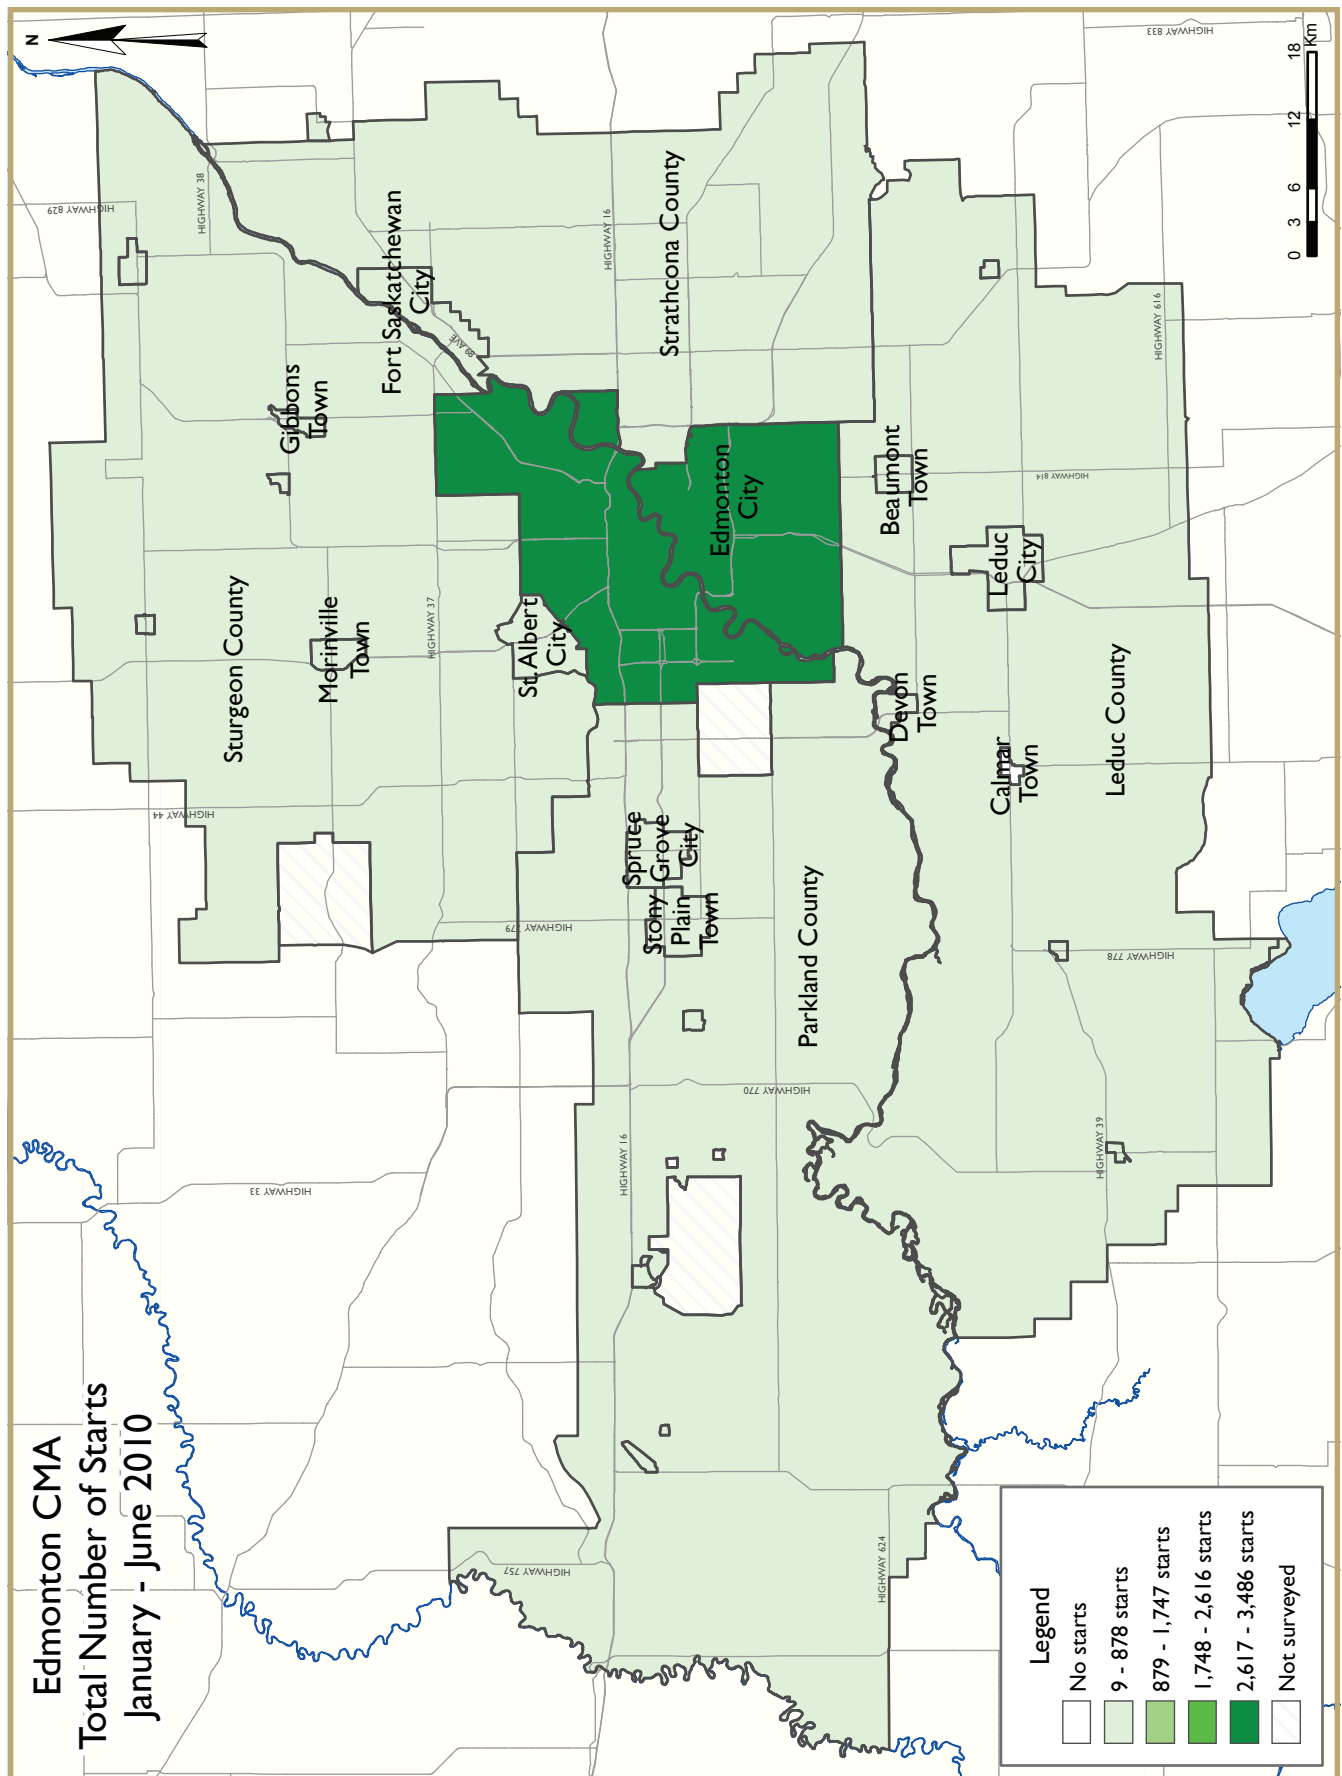 Edmonton CMA
Total Number of Starts
January - June 2010
N
HIGHWAY 829
HIGHWAY 38
HIGHWAY 833
Gibbons
Town
Fort Saskatchewan
City
89 AVE
HIGHWAY 16
Strathcona County
Sturgeon County
Morinville
Town
HIGHWAY 37
HIGHWAY 44
St. Albert
City
Edmonton
City
Beaumont
Town
HIGHWAY 814
HIGHWAY 616
Leduc
City
Devon
Town
Calmar
Town
Leduc County
Spruce
Grove
City
Stony
Plain
Town
HIGHWAY 779
Parkland County
HIGHWAY 778
HIGHWAY 770
HIGHWAY 39
HIGHWAY 33
HIGHWAY 16
HIGHWAY 757
HIGHWAY 624
0 3 6 12 18
Km
Legend
No starts
9 - 878 starts
879 - 1,747 starts
1,748 - 2,616 starts
2,617 - 3,486 starts
Not surveyed